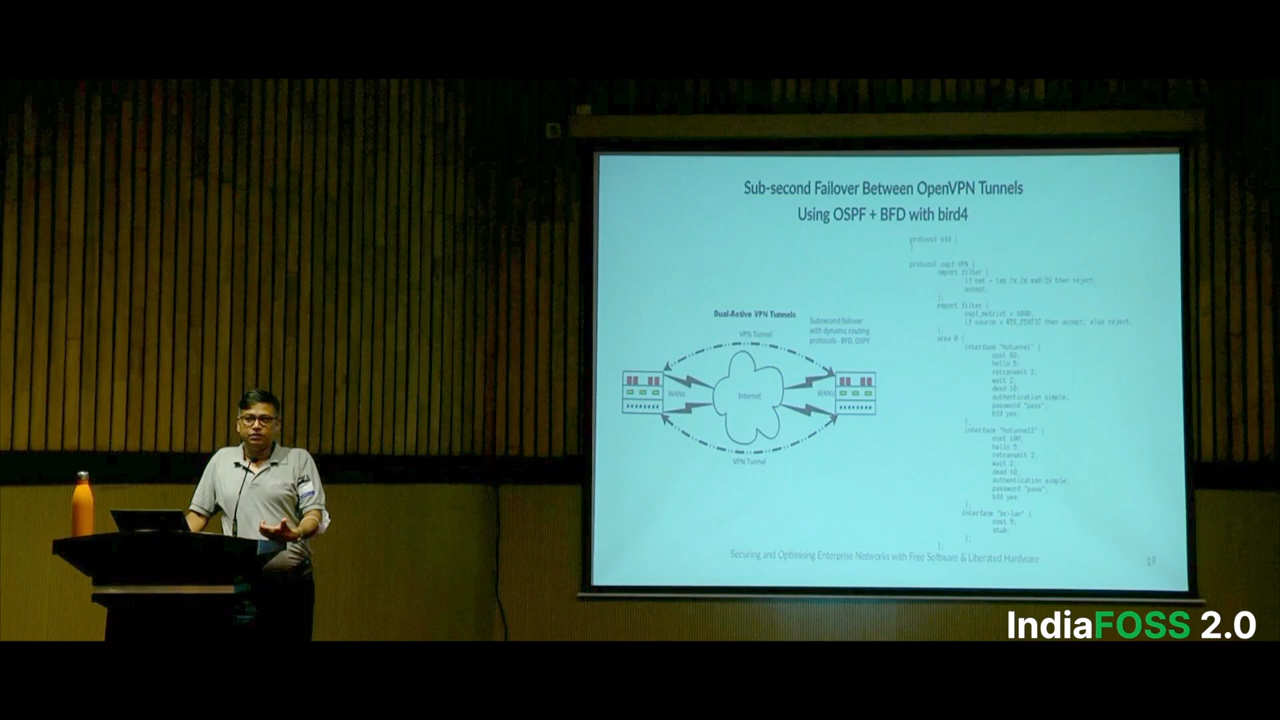 Sub-second Failover Between OpenVPN Tunnels
Using OSPF + BFD with bird4
protocol bfd {
}
protocol ospf VPN {
import filter {
accept;
};
export filter {
ospf_metric1 = 1000;
if source = RTS_STATIC then accept; else reject;
};
area 0 {
interface "hotunnel" {
cost 50;
hello 5;
retransmit 2;
wait 2;
dead 10;
authentication simple;
password "pass";
bfd yes;
};
interface "hotunnel2" {
cost 100;
hello 5;
retransmit 2;
wait 2;
dead 10;
authentication simple;
password "pass";
bfd yes;
};
interface "br-lan" {
cost 5;
stub;
};
};
Dual-Active VPN Tunnels
VPN Tunnel
Subsecond failover
with dynamic routing
protocols - BFD, OSPF
WANs
Internet
WANs
VPN Tunnel
Securing and Optimising Enterprise Networks with Free Software & Liberated Hardware
19
IndiaFOSS 2.0